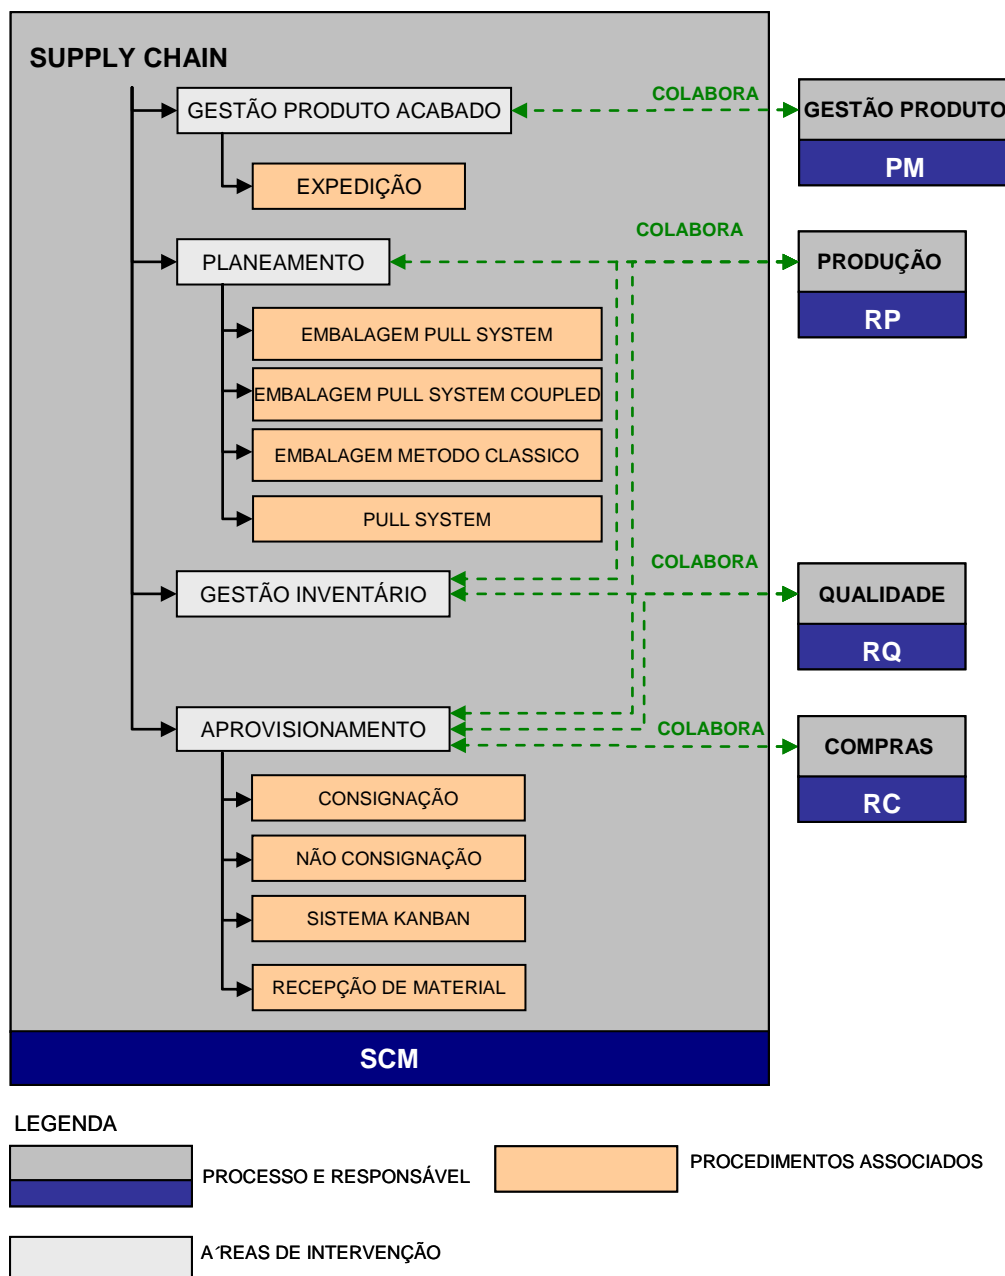 SUPPLY CHAIN
GESTÃO PRODUTO ACABADO
COLABORA
GESTÃO PRODUTO
PM
EXPEDIÇÃO
COLABORA
PLANEAMENTO
PRODUÇÃO
RP
EMBALAGEM PULL SYSTEM
EMBALAGEM PULL SYSTEM COUPLED
EMBALAGEM METODO CLASSICO
PULL SYSTEM
COLABORA
GESTÃO INVENTÁRIO
QUALIDADE
RQ
APROVISIONAMENTO
COLABORA
COMPRAS
RC
CONSIGNAÇÃO
NÃO CONSIGNAÇÃO
SISTEMA KANBAN
RECEPÇÃO DE MATERIAL
SCM
LEGENDA
PROCESSO E RESPONSÁVEL
PROCEDIMENTOS ASSOCIADOS
A´REAS DE INTERVENÇÃO